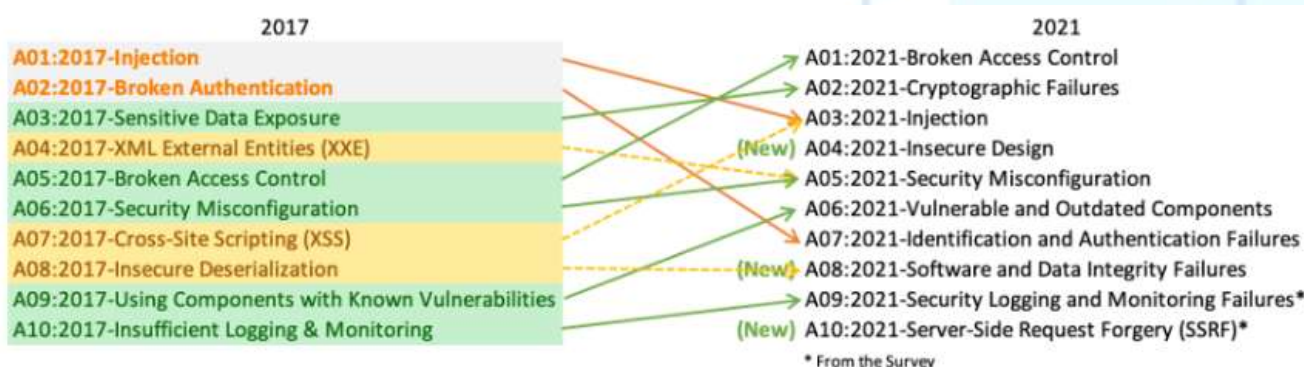 2017
A01:2017-Injection
A02:2017-Broken Authentication
A03:2017-Sensitive Data Exposure
A04:2017-XML External Entities (XXE)
A05:2017-Broken Access Control
A06:2017-Security Misconfiguration
A07:2017-Cross-Site Scripting (XSS)
A08:2017-Insecure Deserialization
A09:2017-Using Components with Known Vulnerabilities
A10:2017-Insufficient Logging & Monitoring
2021
A01:2021-Broken Access Control
A02:2021-Cryptographic Failures
A03:2021-Injection
(New) A04:2021-Insecure Design
A05:2021-Security Misconfiguration
A06:2021-Vulnerable and Outdated Components
A07:2021-Identification and Authentication Failures
(New) A08:2021-Software and Data Integrity Failures
A09:2021-Security Logging and Monitoring Failures*
(New) A10:2021-Server-Side Request Forgery (SSRF)*
* From the Survey